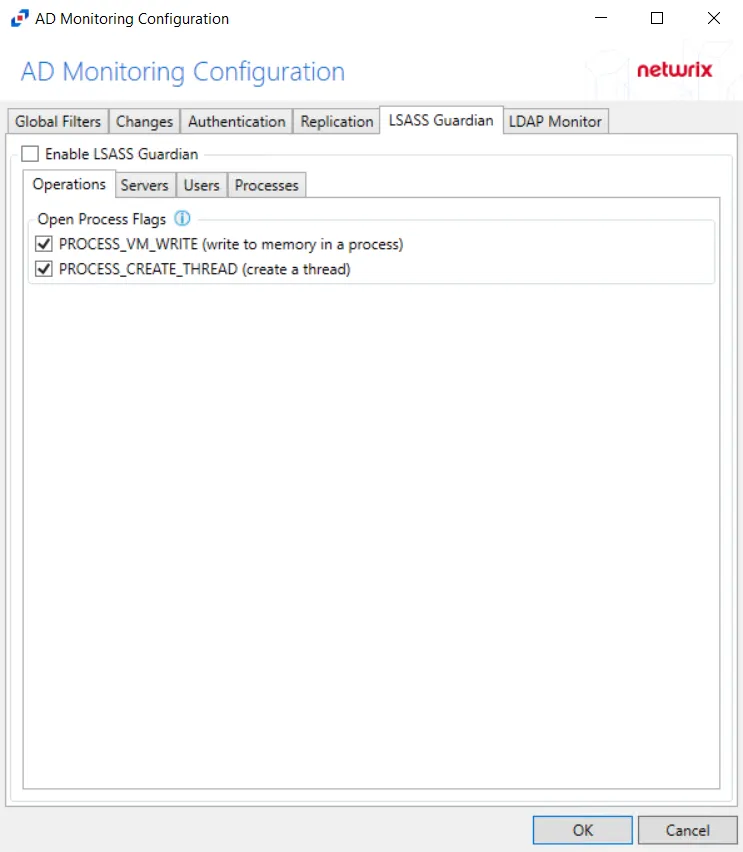 AD Monitoring Configuration
AD Monitoring Configuration
netwrix
Global Filters Changes Authentication Replication LSASS Guardian LDAP Monitor
Enable LSASS Guardian
Operations Servers Users Processes
Open Process Flags
PROCESS_VM_WRITE (write to memory in a process)
PROCESS_CREATE_THREAD (create a thread)
OK Cancel